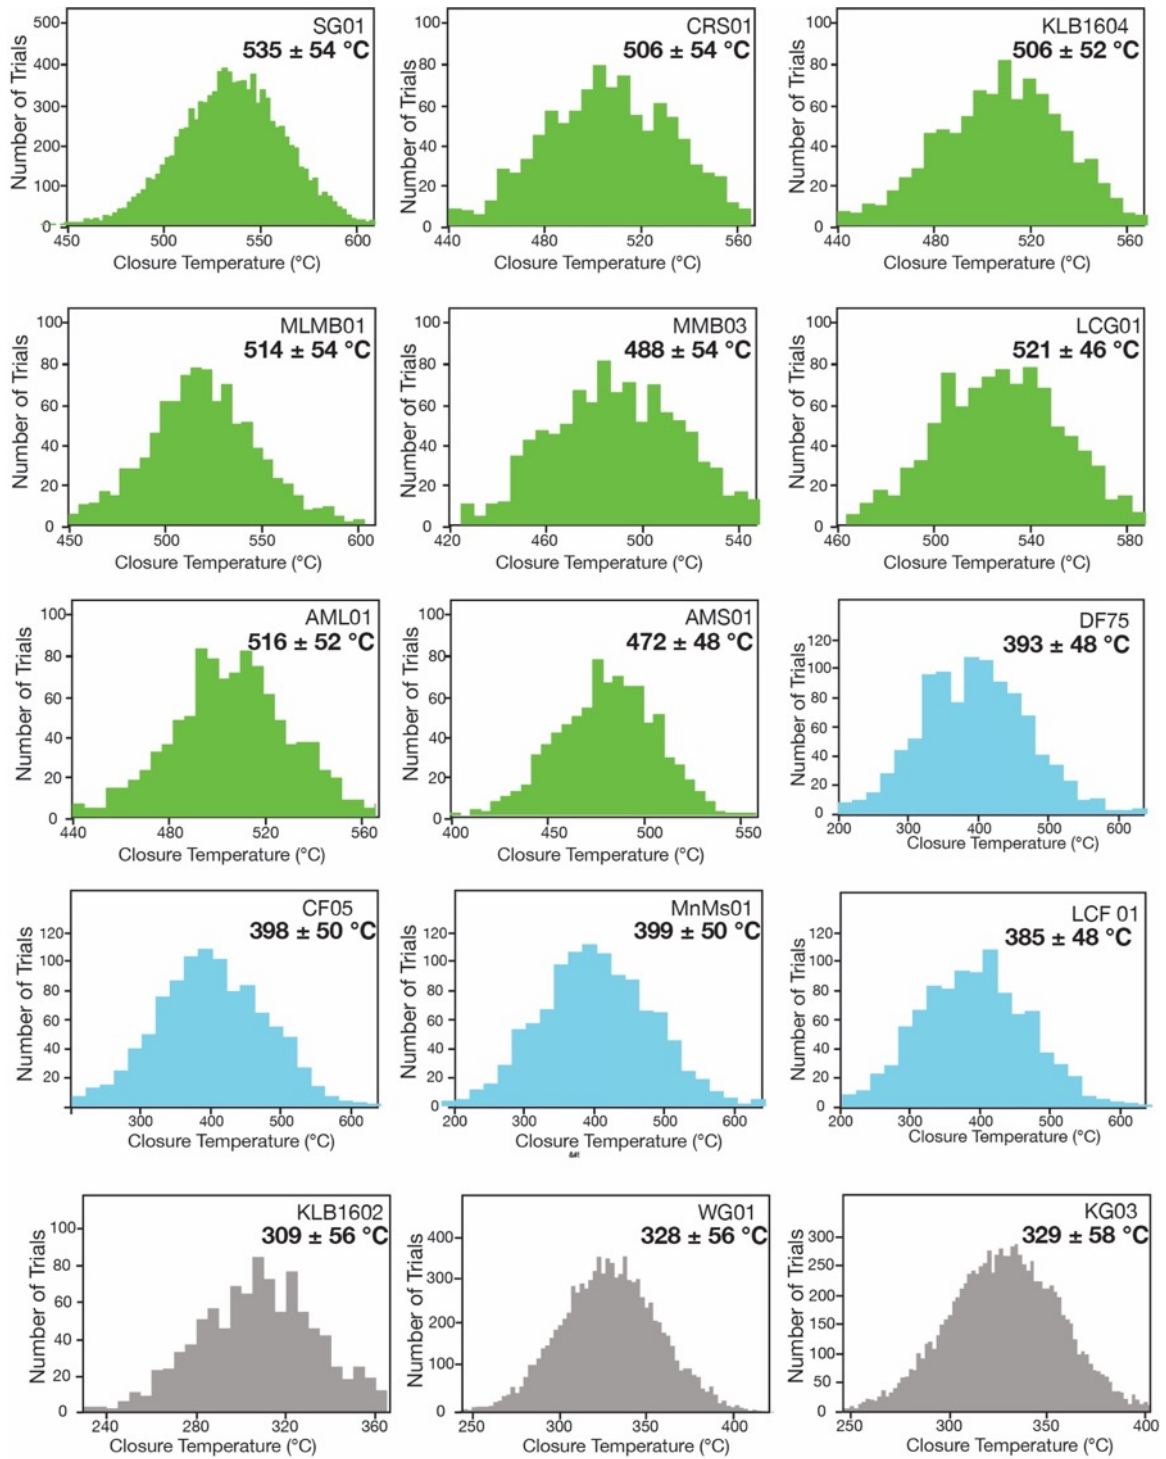 SG01
535 ± 54 °C
Number of Trials
500
400
300
200
100
0
450 500 550 600
Closure Temperature (°C)
CRS01
506 ± 54 °C
Number of Trials
100
80
60
40
20
0
440 480 520 560
Closure Temperature (°C)
KLB1604
506 ± 52 °C
Number of Trials
100
80
60
40
20
0
440 480 520 560
Closure Temperature (°C)
MLMB01
514 ± 54 °C
Number of Trials
100
80
60
40
20
0
450 500 550 600
Closure Temperature (°C)
MMB03
488 ± 54 °C
Number of Trials
100
80
60
40
20
0
420 460 500 540
Closure Temperature (°C)
LCG01
521 ± 46 °C
Number of Trials
100
80
60
40
20
0
460 500 540 580
Closure Temperature (°C)
AML01
516 ± 52 °C
Number of Trials
100
80
60
40
20
0
440 480 520 560
Closure Temperature (°C)
AMS01
472 ± 48 °C
Number of Trials
100
80
60
40
20
0
400 450 500 550
Closure Temperature (°C)
DF75
393 ± 48 °C
Number of Trials
120
100
80
60
40
20
0
200 300 400 500 600
Closure Temperature (°C)
CF05
398 ± 50 °C
Number of Trials
120
100
80
60
40
20
300 400 500 600
Closure Temperature (°C)
MnMs01
399 ± 50 °C
Number of Trials
120
100
80
60
40
20
0
200 300 400 500 600
Closure Temperature (°C)
LCF 01
385 ± 48 °C
Number of Trials
120
100
80
60
40
20
0
200 300 400 500 600
Closure Temperature (°C)
KLB1602
309 ± 56 °C
Number of Trials
100
80
60
40
20
0
240 280 320 360
Closure Temperature (°C)
WG01
328 ± 56 °C
Number of Trials
400
300
200
100
0
250 300 350 400
Closure Temperature (°C)
KG03
329 ± 58 °C
Number of Trials
300
250
200
150
100
50
0
250 300 350 400
Closure Temperature (°C)